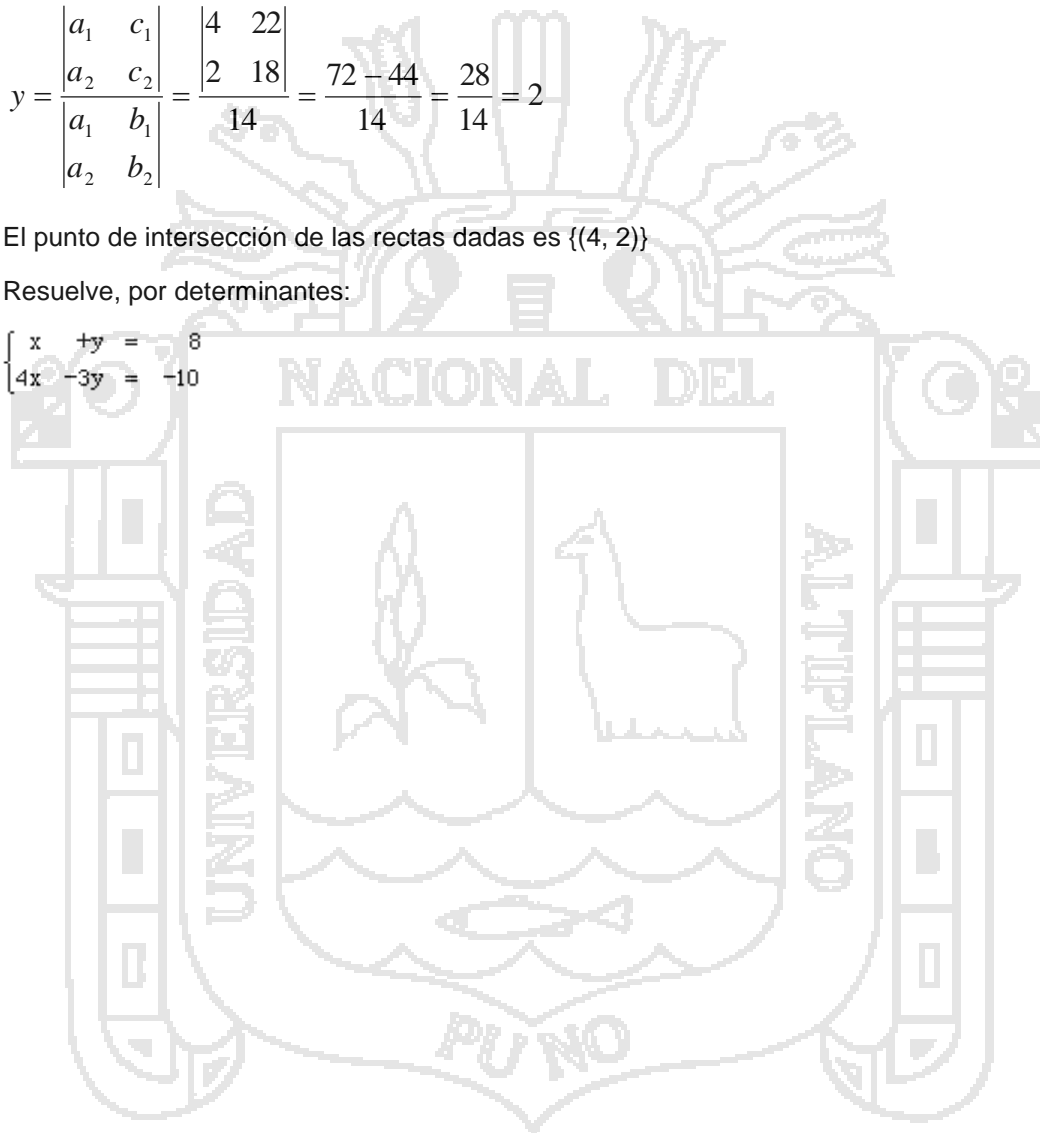 y = |a₁ c₁; a₂ c₂| / |a₁ b₁; a₂ b₂| = |4 22; 2 18| / 14 = (72 − 44) / 14 = 28 / 14 = 2
El punto de intersección de las rectas dadas es {(4, 2)}
Resuelve, por determinantes:
x +y = 8
4x −3y = −10
NACIONAL DEL
UNIVERSIDAD
ALTIPLANO
PUNO